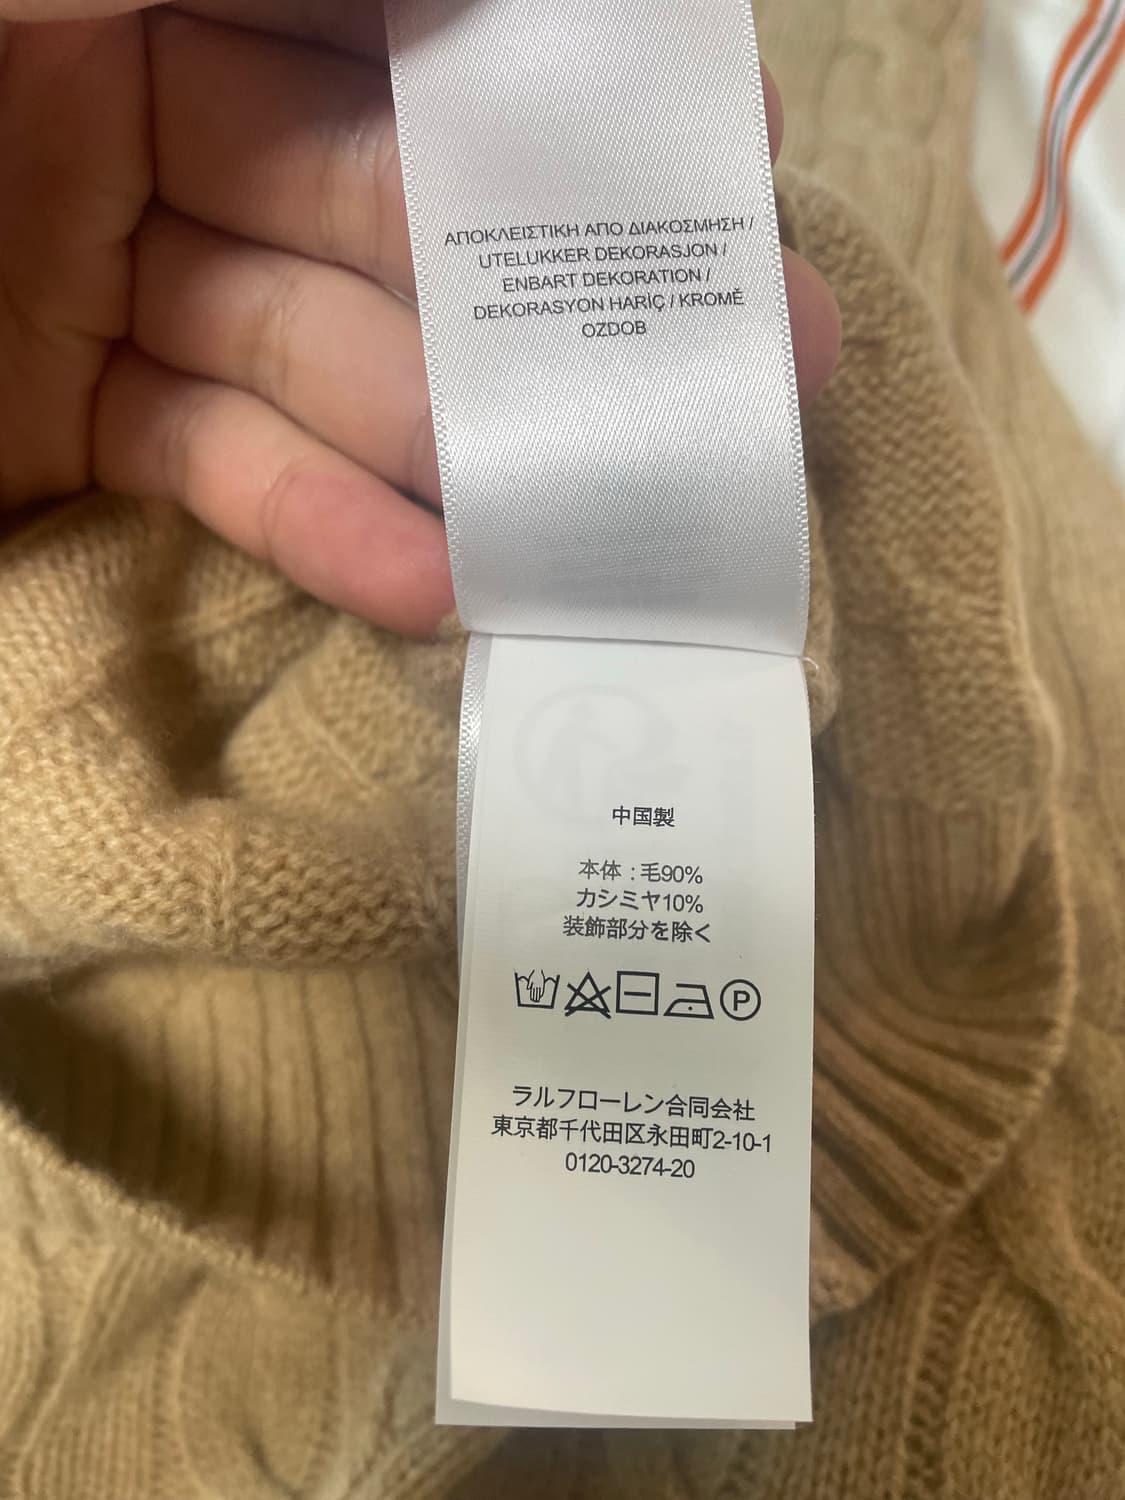 ΑΠΟΚΛΕΙΣΤΙΚΗ ΑΠΟ ΔΙΑΚΟΣΜΗΣΗ /
UTELUKKER DEKORASJON /
ENBART DEKORATION /
DEKORASYON HARİÇ / KROMĚ
OZDOB
中国製
本体 : 毛90%
カシミヤ10%
装飾部分を除く
P
ラルフローレン合同会社
東京都千代田区永田町2-10-1
0120-3274-20